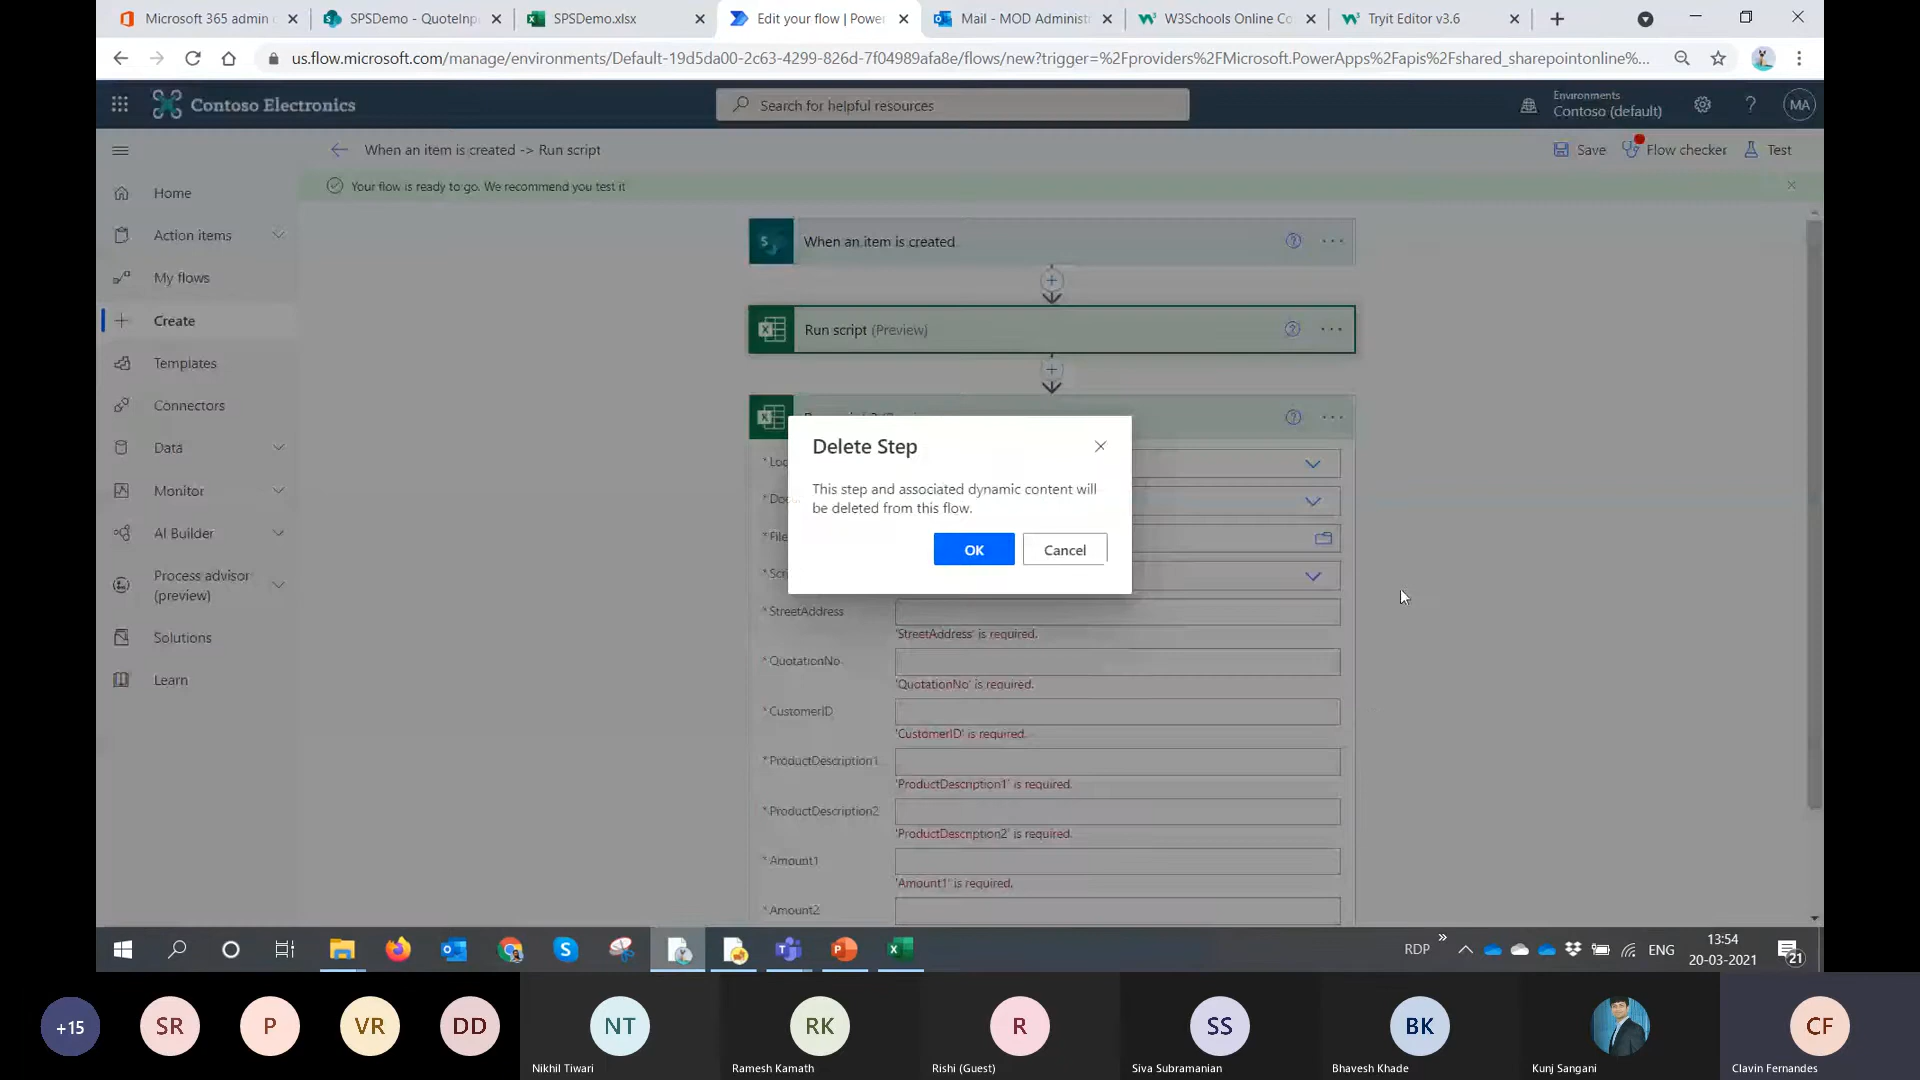 Microsoft 365 admin
SPSDemo - QuoteInp
SPSDemo.xlsx
Edit your flow | Power
Mail - MOD Administ
W3Schools Online Co
Tryit Editor v3.6
us.flow.microsoft.com/manage/environments/Default-19d5da00-2c63-4299-826d-7f04989afa8e/flows/new?trigger=%2Fproviders%2FMicrosoft.PowerApps%2Fapis%2Fshared_sharepointonline%...
Contoso Electronics
Search for helpful resources
Environments
Contoso (default)
?
MA
When an item is created -> Run script
Save
Flow checker
Test
Your flow is ready to go. We recommend you test it
Home
Action items
My flows
Create
Templates
Connectors
Data
Monitor
AI Builder
Process advisor
(preview)
Solutions
Learn
When an item is created
Run script (Preview)
Delete Step
This step and associated dynamic content will
be deleted from this flow.
OK
Cancel
* StreetAddress
'StreetAddress' is required.
* QuotationNo
'QuotationNo' is required.
* CustomerID
'CustomerID' is required.
* ProductDescription1
'ProductDescription1' is required.
* ProductDescription2
'ProductDescription2' is required.
* Amount1
'Amount1' is required.
* Amount2
RDP
ENG
13:54
20-03-2021
21
+15
SR
P
VR
DD
NT
Nikhil Tiwari
RK
Ramesh Kamath
R
Rishi (Guest)
SS
Siva Subramanian
BK
Bhavesh Khade
Kunj Sangani
CF
Clavin Fernandes